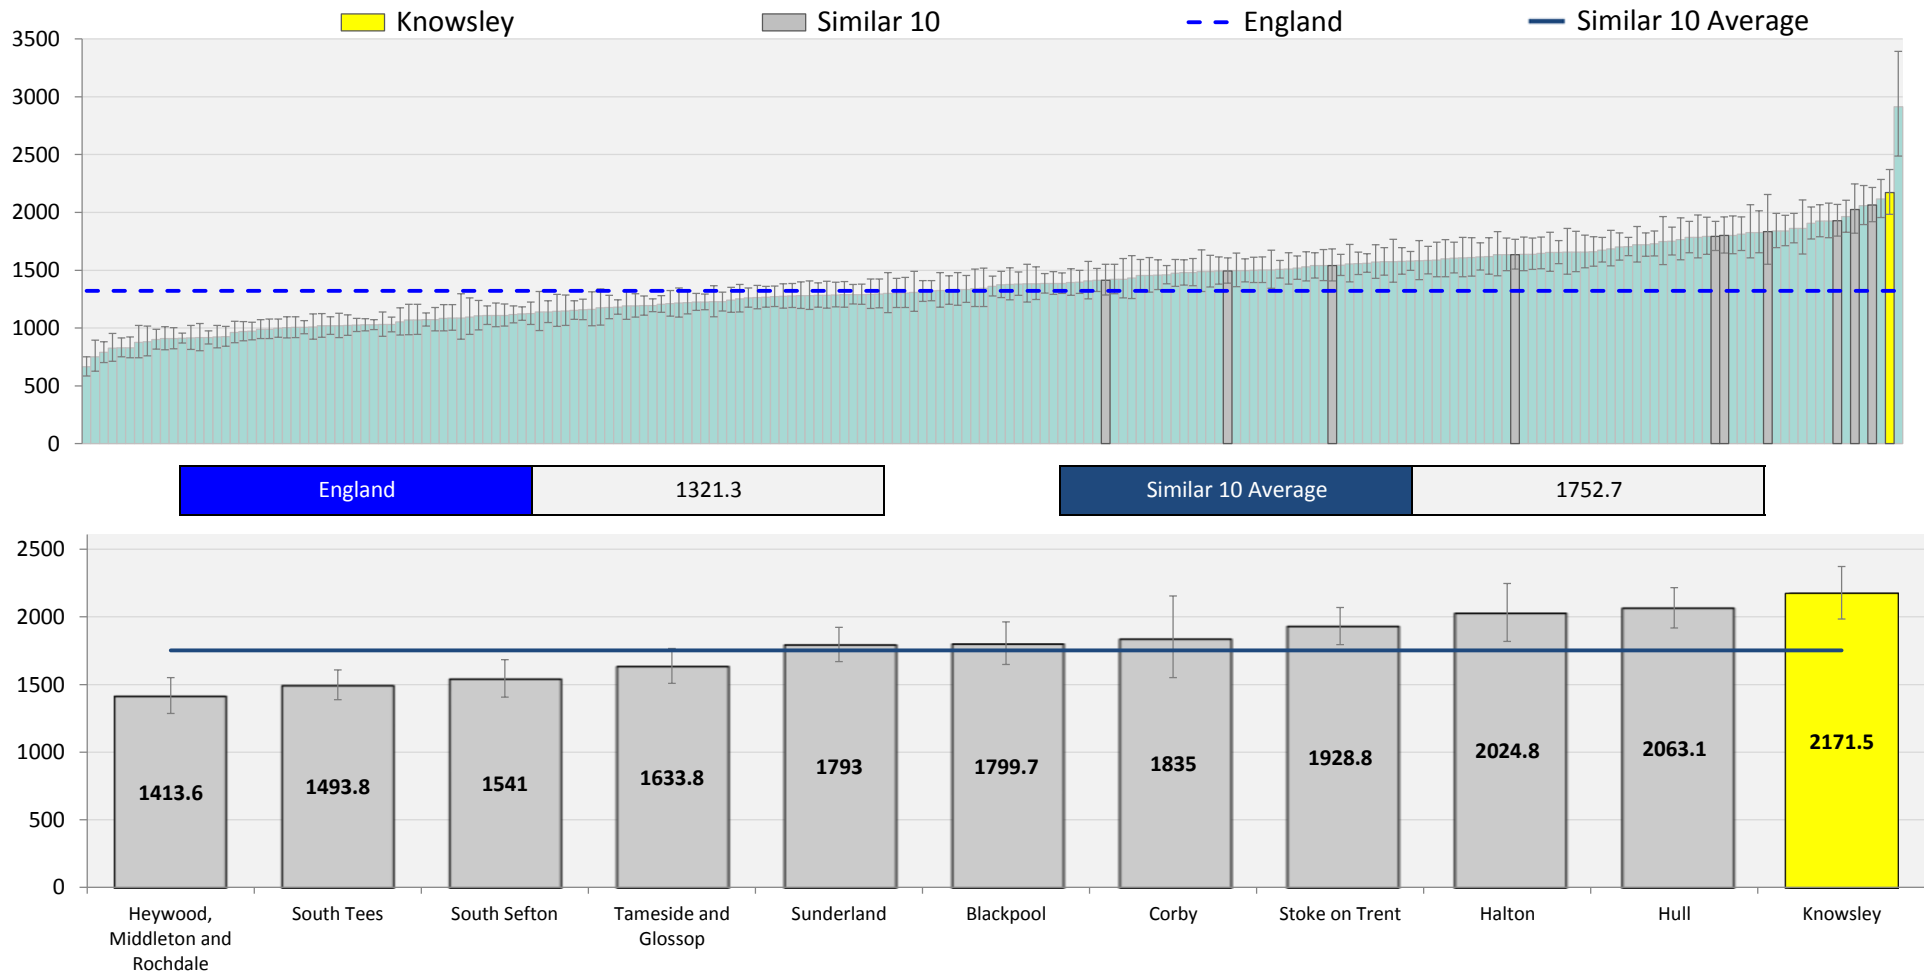 Knowsley Similar 10 England Similar 10 Average
3500
3000
2500
2000
1500
1000
500
0
England 1321.3 Similar 10 Average 1752.7
2500
2000
1500
1000
500
0
1413.6 1493.8 1541 1633.8 1793 1799.7 1835 1928.8 2024.8 2063.1 2171.5
Heywood, South Tees South Sefton Tameside and Sunderland Blackpool Corby Stoke on Trent Halton Hull Knowsley
Middleton and Glossop
Rochdale